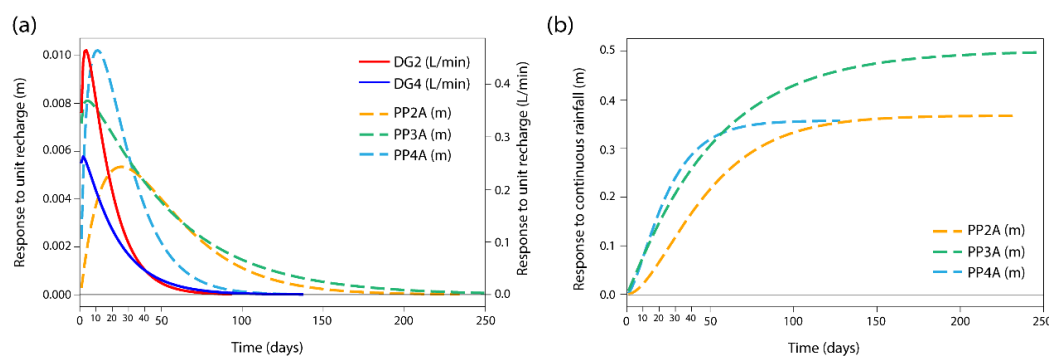 (a)
Response to unit recharge (m)
0.010
0.008
0.006
0.004
0.002
0.000
DG2 (L/min)
DG4 (L/min)
PP2A (m)
PP3A (m)
PP4A (m)
0.4
0.3
0.2
0.1
0.0
Response to unit recharge (L/min)
0 10 20 30 40 50 100 150 200 250
Time (days)
(b)
Response to continuous rainfall (m)
0.5
0.4
0.3
0.2
0.1
0.0
PP2A (m)
PP3A (m)
PP4A (m)
0 10 20 30 40 50 100 150 200 250
Time (days)